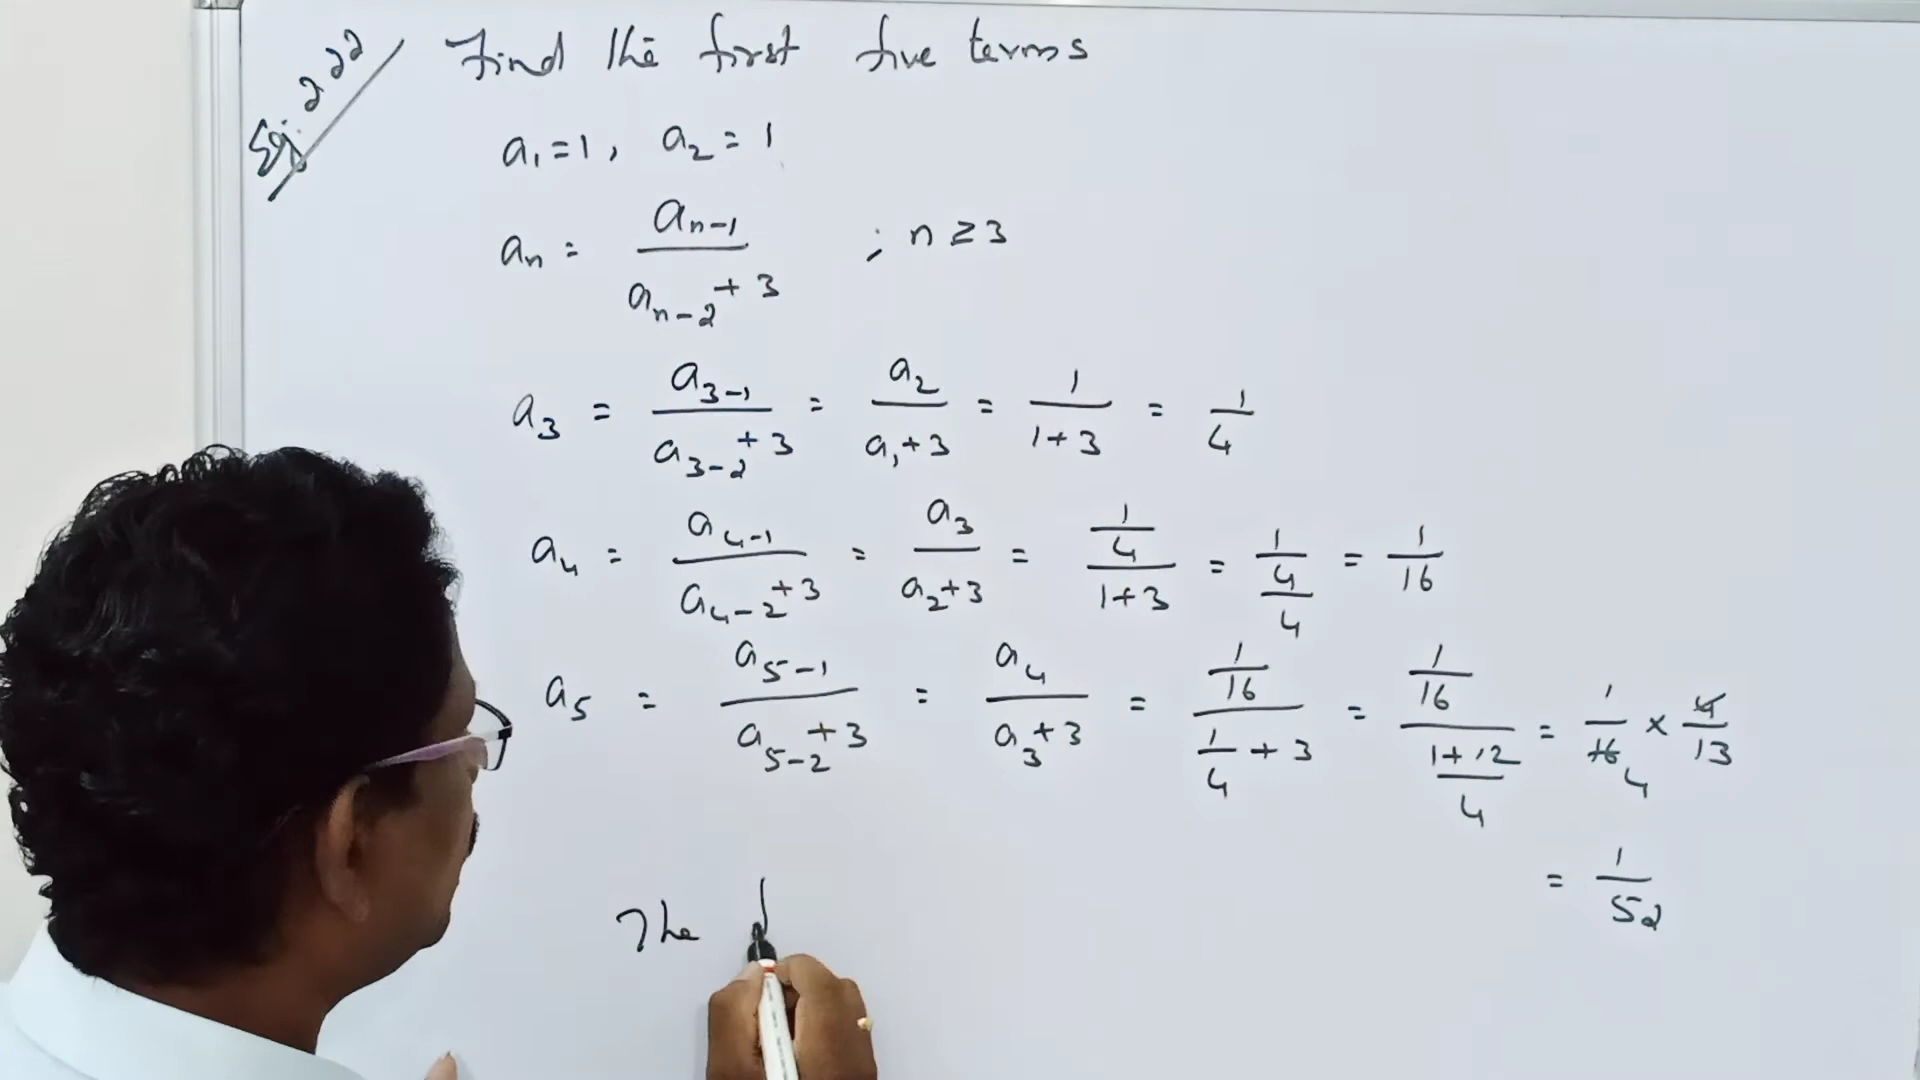 Eg. 2.22 Find the first five terms
a₁ = 1, a₂ = 1
aₙ = aₙ₋₁ / (aₙ₋₂ + 3) ; n ≥ 3
a₃ = a₃₋₁ / (a₃₋₂ + 3) = a₂ / (a₁ + 3) = 1 / (1 + 3) = 1/4
a₄ = a₄₋₁ / (a₄₋₂ + 3) = a₃ / (a₂ + 3) = (1/4) / (1 + 3) = (1/4) / 4 = 1/16
a₅ = a₅₋₁ / (a₅₋₂ + 3) = a₄ / (a₃ + 3) = (1/16) / (1/4 + 3) = (1/16) / ((1 + 12)/4) = 1/16 4 × 4/13
= 1/52
The